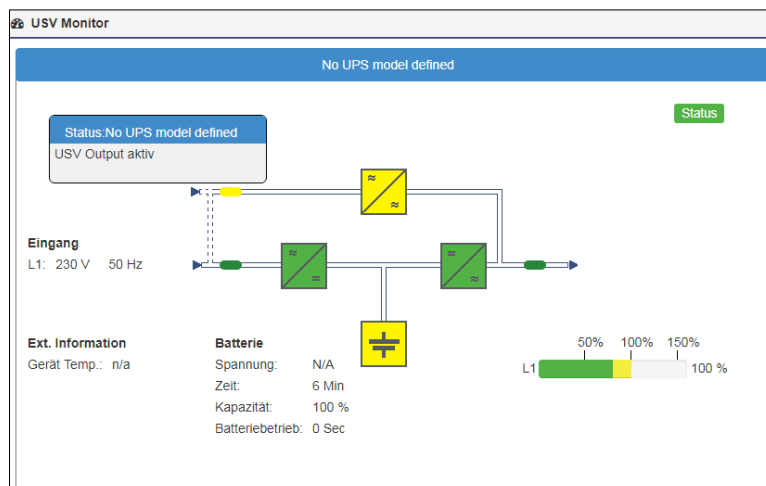 USV Monitor
No UPS model defined
Status
Status:No UPS model defined
USV Output aktiv
≈
≈
Eingang
L1: 230 V 50 Hz
≈
=
=
≈
Ext. Information
Gerät Temp.: n/a
Batterie
Spannung: N/A
Zeit: 6 Min
Kapazität: 100 %
Batteriebetrieb: 0 Sec
50% 100% 150%
L1 100 %